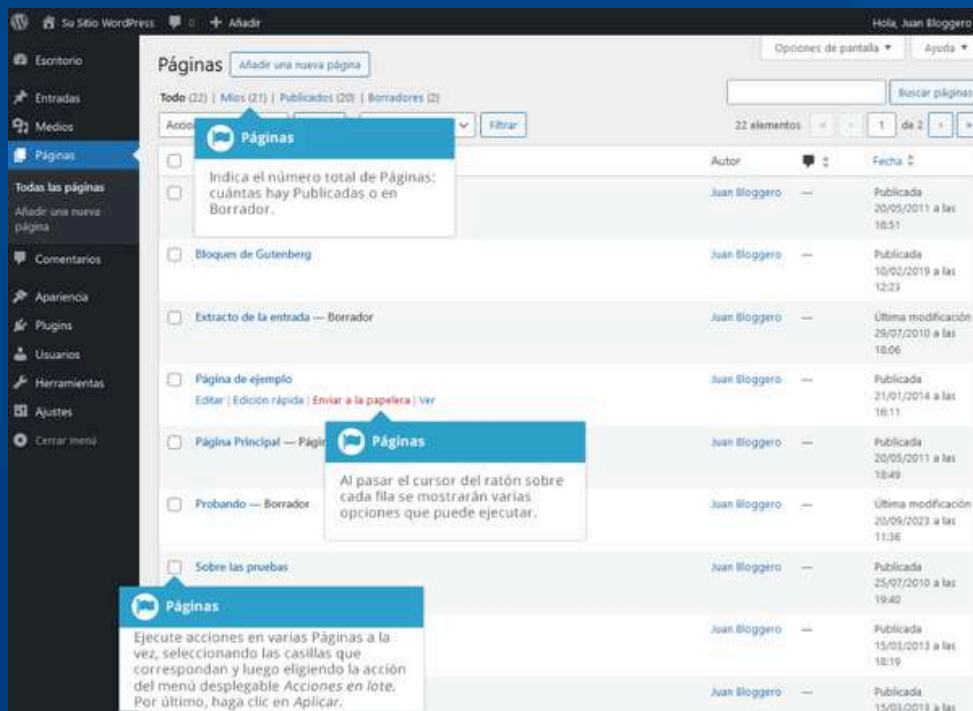 Su Sitio WordPress 0 + Añadir Hola, Juan Bloggero
Opciones de pantalla Ayuda
Escritorio
Entradas
Medios
Páginas
Todas las páginas
Añadir una nueva
página
Comentarios
Apariencia
Plugins
Usuarios
Herramientas
Ajustes
Cerrar menú
Páginas Añadir una nueva página
Todo (22) | Míos (21) | Publicados (20) | Borradores (2)
Buscar páginas
Filtrar 22 elementos « ‹ 1 de 2 › »
Páginas
Indica el número total de Páginas:
cuántas hay Publicadas o en
Borrador.
Autor Fecha
Juan Bloggero — Publicada
20/05/2011 a las
18:51
Bloques de Gutenberg Juan Bloggero — Publicada
10/02/2019 a las
12:23
Extracto de la entrada — Borrador Juan Bloggero — Última modificación
29/07/2010 a las
18:06
Página de ejemplo Juan Bloggero — Publicada
Editar | Edición rápida | Enviar a la papelera | Ver 21/01/2014 a las
16:11
Página Principal — Juan Bloggero — Publicada
20/05/2011 a las
18:49
Páginas
Al pasar el cursor del ratón sobre
cada fila se mostrarán varias
opciones que puede ejecutar.
Probando — Borrador Juan Bloggero — Última modificación
20/09/2023 a las
11:36
Sobre las pruebas Juan Bloggero — Publicada
25/07/2010 a las
19:40
Páginas
Ejecute acciones en varias Páginas a la
vez, seleccionando las casillas que
correspondan y luego eligiendo la acción
del menú desplegable Acciones en lote.
Por último, haga clic en Aplicar.
Juan Bloggero — Publicada
15/03/2013 a las
18:19
Juan Bloggero — Publicada
15/03/2013 a las